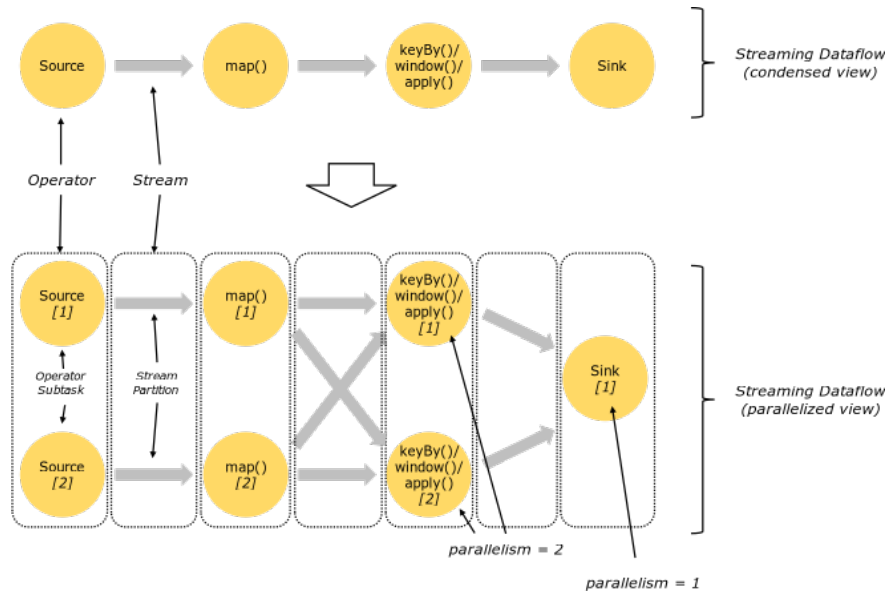 Source
map()
keyBy()/
window()/
apply()
Sink
Streaming Dataflow
(condensed view)
Operator
Stream
Source
[1]
map()
[1]
keyBy()/
window()/
apply()
[1]
Operator
Subtask
Stream
Partition
Sink
[1]
Streaming Dataflow
(parallelized view)
Source
[2]
map()
[2]
keyBy()/
window()/
apply()
[2]
parallelism = 2
parallelism = 1